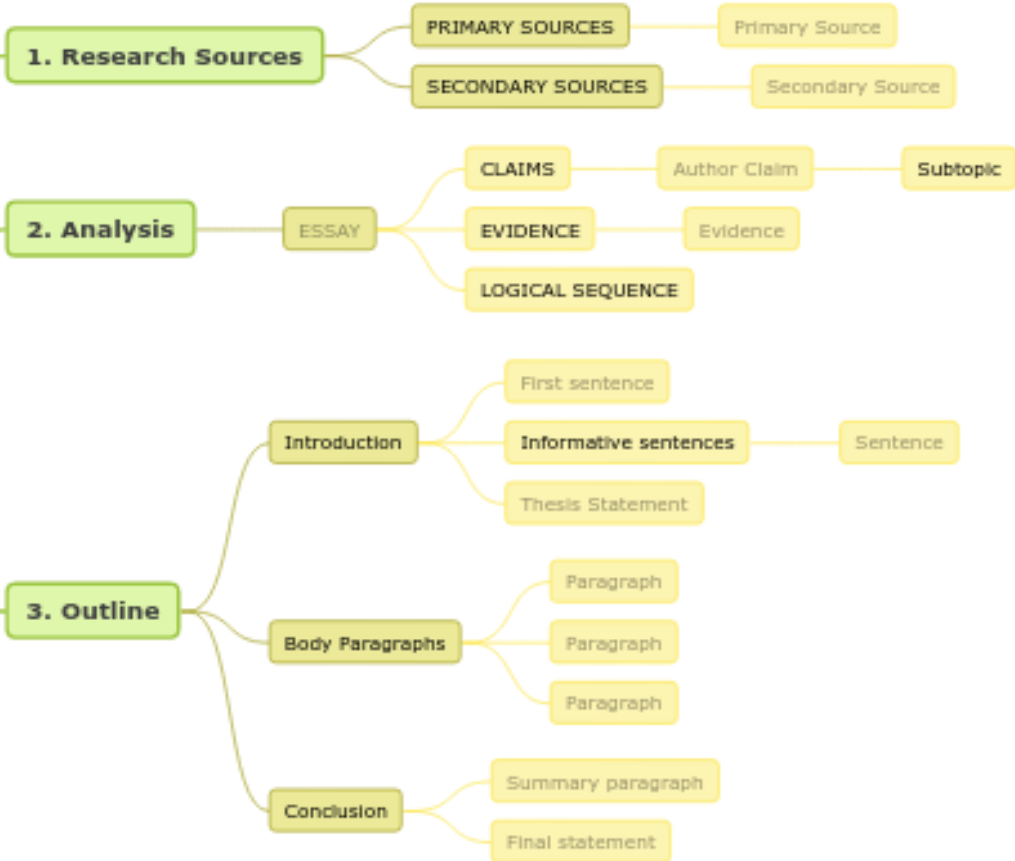 1. Research Sources
PRIMARY SOURCES
Primary Source
SECONDARY SOURCES
Secondary Source
2. Analysis
ESSAY
CLAIMS
Author Claim
Subtopic
EVIDENCE
Evidence
LOGICAL SEQUENCE
3. Outline
Introduction
First sentence
Informative sentences
Sentence
Thesis Statement
Body Paragraphs
Paragraph
Paragraph
Paragraph
Conclusion
Summary paragraph
Final statement